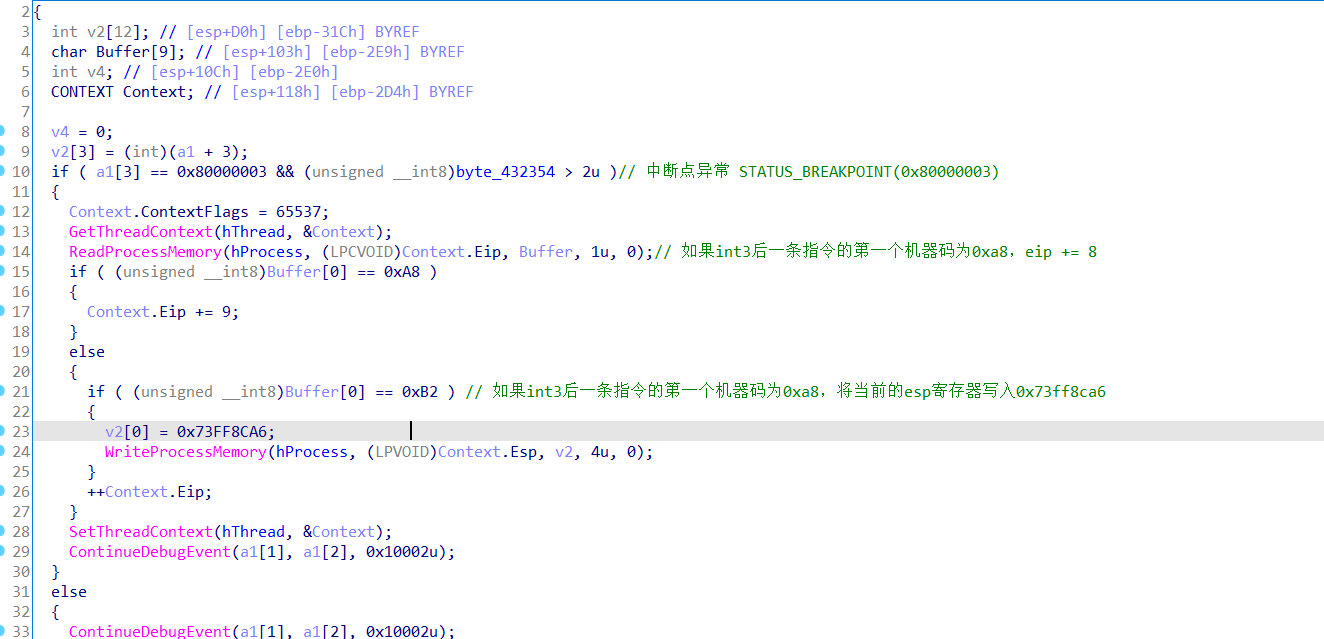 2 {
3 int v2[12]; // [esp+D0h] [ebp-31Ch] BYREF
4 char Buffer[9]; // [esp+103h] [ebp-2E9h] BYREF
5 int v4; // [esp+10Ch] [ebp-2E0h]
6 CONTEXT Context; // [esp+118h] [ebp-2D4h] BYREF
7
8 v4 = 0;
9 v2[3] = (int)(a1 + 3);
10 if ( a1[3] == 0x80000003 && (unsigned __int8)byte_432354 > 2u )// 中断点异常 STATUS_BREAKPOINT(0x80000003)
11 {
12 Context.ContextFlags = 65537;
13 GetThreadContext(hThread, &Context);
14 ReadProcessMemory(hProcess, (LPCVOID)Context.Eip, Buffer, 1u, 0);// 如果int3后一条指令的第一个机器码为0xa8，eip += 8
15 if ( (unsigned __int8)Buffer[0] == 0xA8 )
16 {
17 Context.Eip += 9;
18 }
19 else
20 {
21 if ( (unsigned __int8)Buffer[0] == 0xB2 ) // 如果int3后一条指令的第一个机器码为0xa8，将当前的esp寄存器写入0x73ff8ca6
22 {
23 v2[0] = 0x73FF8CA6;
24 WriteProcessMemory(hProcess, (LPVOID)Context.Esp, v2, 4u, 0);
25 }
26 ++Context.Eip;
27 }
28 SetThreadContext(hThread, &Context);
29 ContinueDebugEvent(a1[1], a1[2], 0x10002u);
30 }
31 else
32 {
33 ContinueDebugEvent(a1[1], a1[2], 0x10002u);